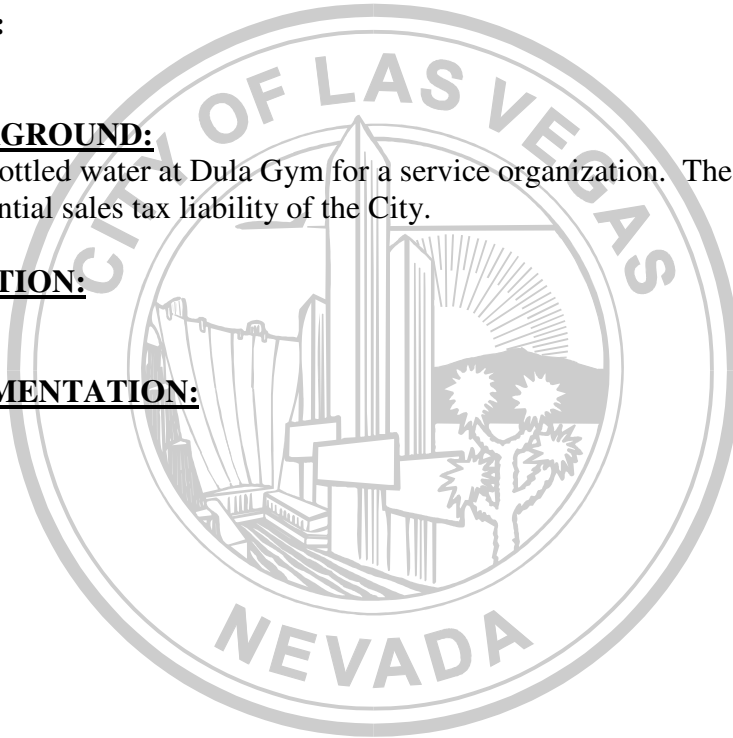 :
CITY OF LAS VEGAS
GROUND:
ottled water at Dula Gym for a service organization.  The
ntial sales tax liability of the City.
TION:
MENTATION:
NEVADA